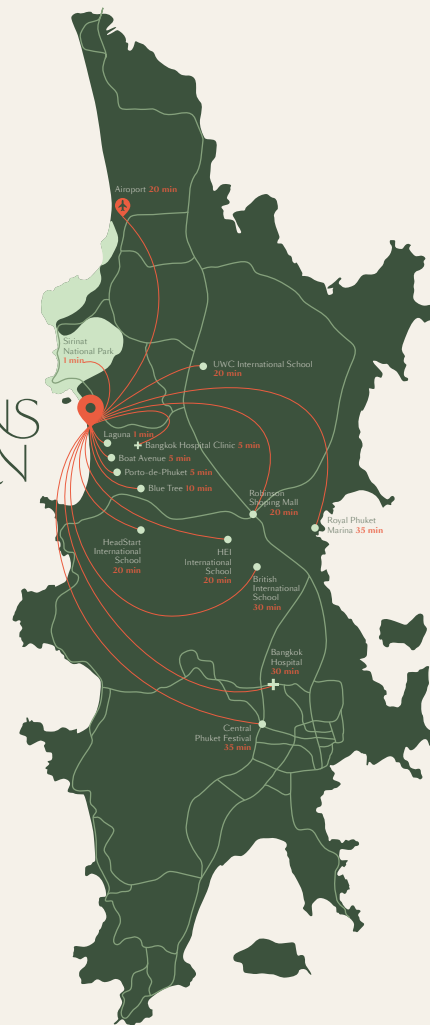 Airoport 20 min
Sirinat
National Park
1 min
UWC International School
20 min
Laguna 1 min
Bangkok Hospital Clinic 5 min
Boat Avenue 5 min
Porto-de-Phuket 5 min
Blue Tree 10 min
Robinson
Shoping Mall
20 min
Royal Phuket
Marina 35 min
HeadStart
International
School
20 min
HEI
International
School
20 min
British
International
School
30 min
Bangkok
Hospital
30 min
Central
Phuket Festival
35 min